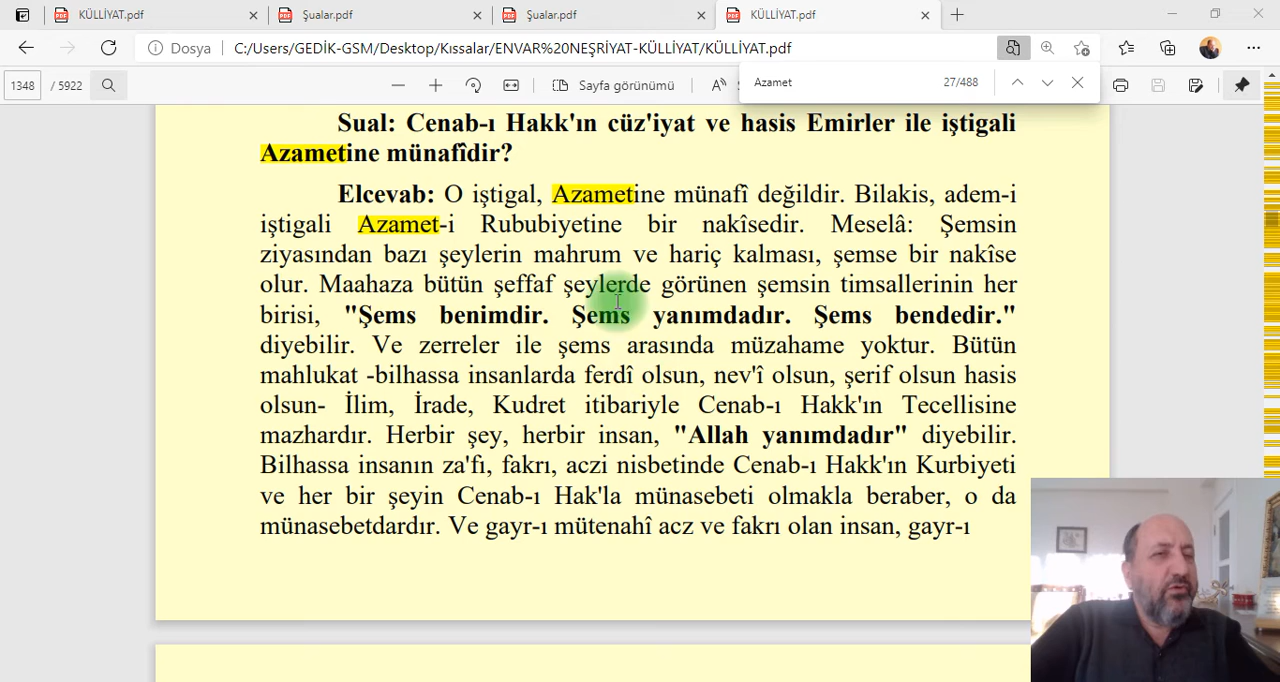 KÜLLİYAT.pdf
Şualar.pdf
Şualar.pdf
KÜLLİYAT.pdf
Dosya C:/Users/GEDİK-GSM/Desktop/Kıssalar/ENVAR%20NEŞRİYAT-KÜLLİYAT/KÜLLİYAT.pdf
1348 / 5922
Sayfa görünümü
Azamet 27/488
Sual: Cenab-ı Hakk'ın cüz'iyat ve hasis Emirler ile iştigali
Azametine münafîdir?
Elcevab: O iştigal, Azametine münafî değildir. Bilakis, adem-i
iştigali Azamet-i Rububiyetine bir nakîsedir. Meselâ: Şemsin
ziyasından bazı şeylerin mahrum ve hariç kalması, şemse bir nakîse
olur. Maahaza bütün şeffaf şeylerde görünen şemsin timsallerinin her
birisi, "Şems benimdir. Şems yanımdadır. Şems bendedir."
diyebilir. Ve zerreler ile şems arasında müzahame yoktur. Bütün
mahlukat -bilhassa insanlarda ferdî olsun, nev'î olsun, şerif olsun hasis
olsun- İlim, İrade, Kudret itibariyle Cenab-ı Hakk'ın Tecellisine
mazhardır. Herbir şey, herbir insan, "Allah yanımdadır" diyebilir.
Bilhassa insanın za'fı, fakrı, aczi nisbetinde Cenab-ı Hakk'ın Kurbiyeti
ve her bir şeyin Cenab-ı Hak'la münasebeti olmakla beraber, o da
münasebetdardır. Ve gayr-ı mütenahî acz ve fakrı olan insan, gayr-ı